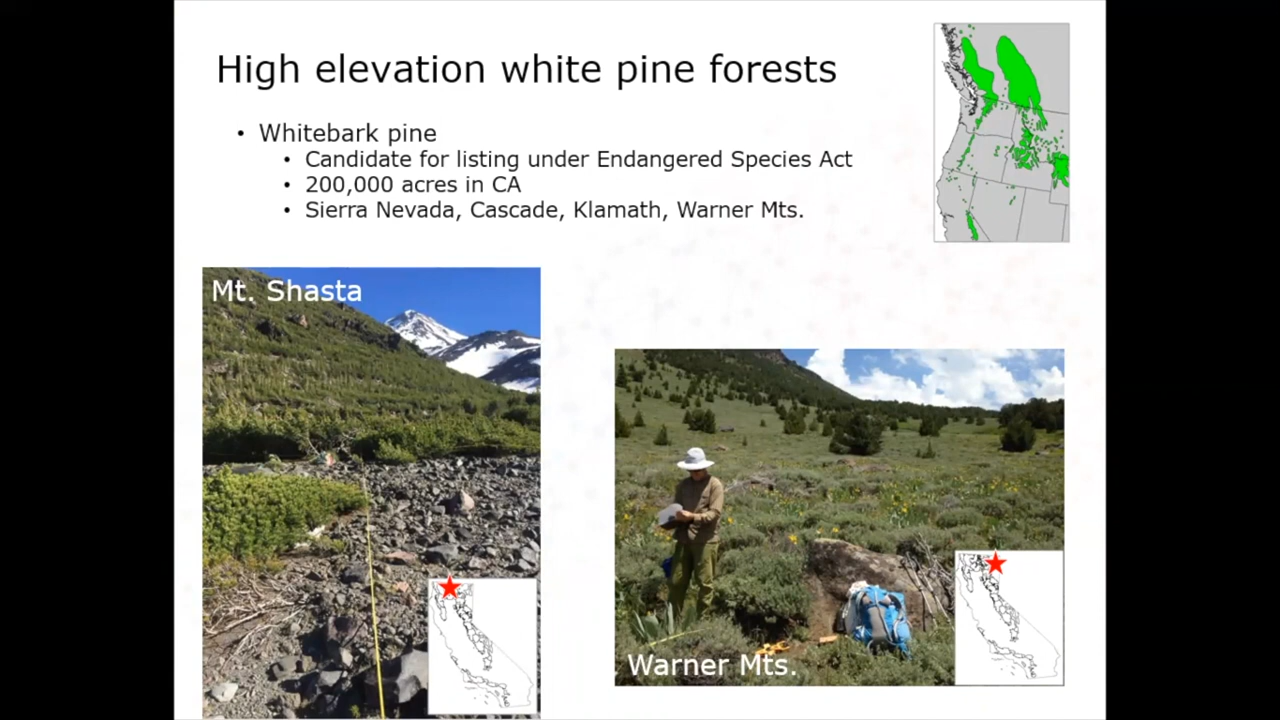 High elevation white pine forests
• Whitebark pine
• Candidate for listing under Endangered Species Act
• 200,000 acres in CA
• Sierra Nevada, Cascade, Klamath, Warner Mts.
Mt. Shasta
Warner Mts.